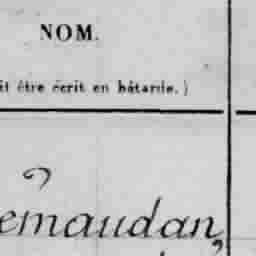 NOM.
it être écrit en bâtarde.)
emaudan,